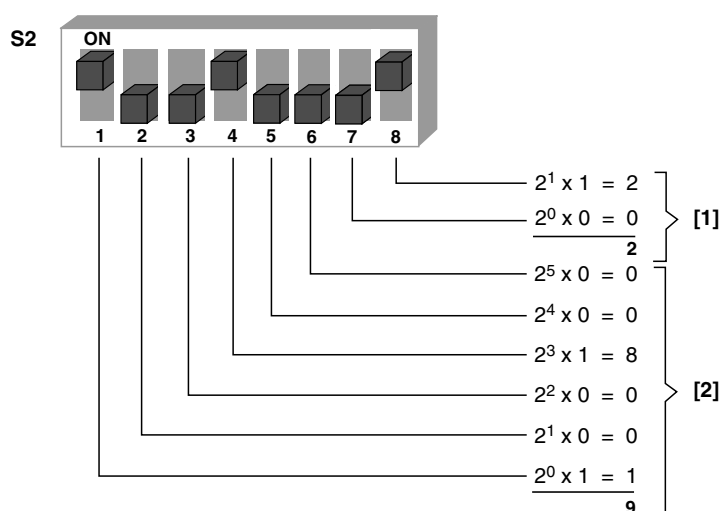 S2
ON
1 2 3 4 5 6 7 8
2¹ x 1 = 2
2⁰ x 0 = 0
[1]
2
2⁵ x 0 = 0
2⁴ x 0 = 0
2³ x 1 = 8
2² x 0 = 0
[2]
2¹ x 0 = 0
2⁰ x 1 = 1
9